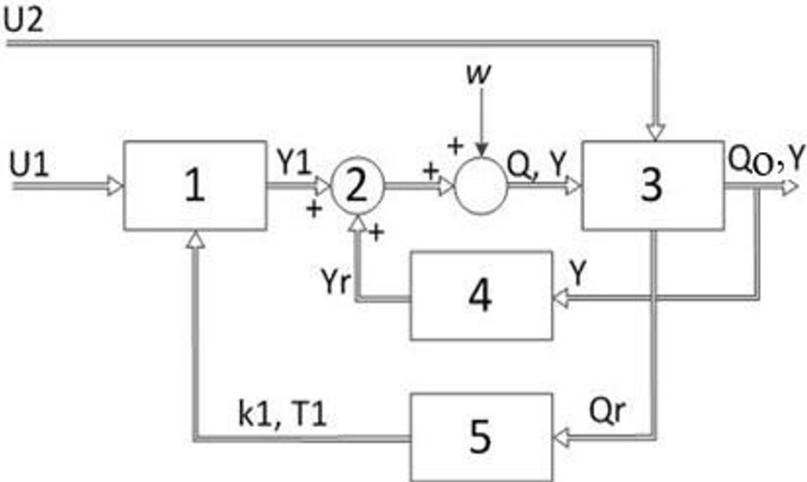 U2
w
U1
1
Y1
2
+
+
+
+
Q, Y
3
QO, Y
Yr
4
Y
k1, T1
5
Qr